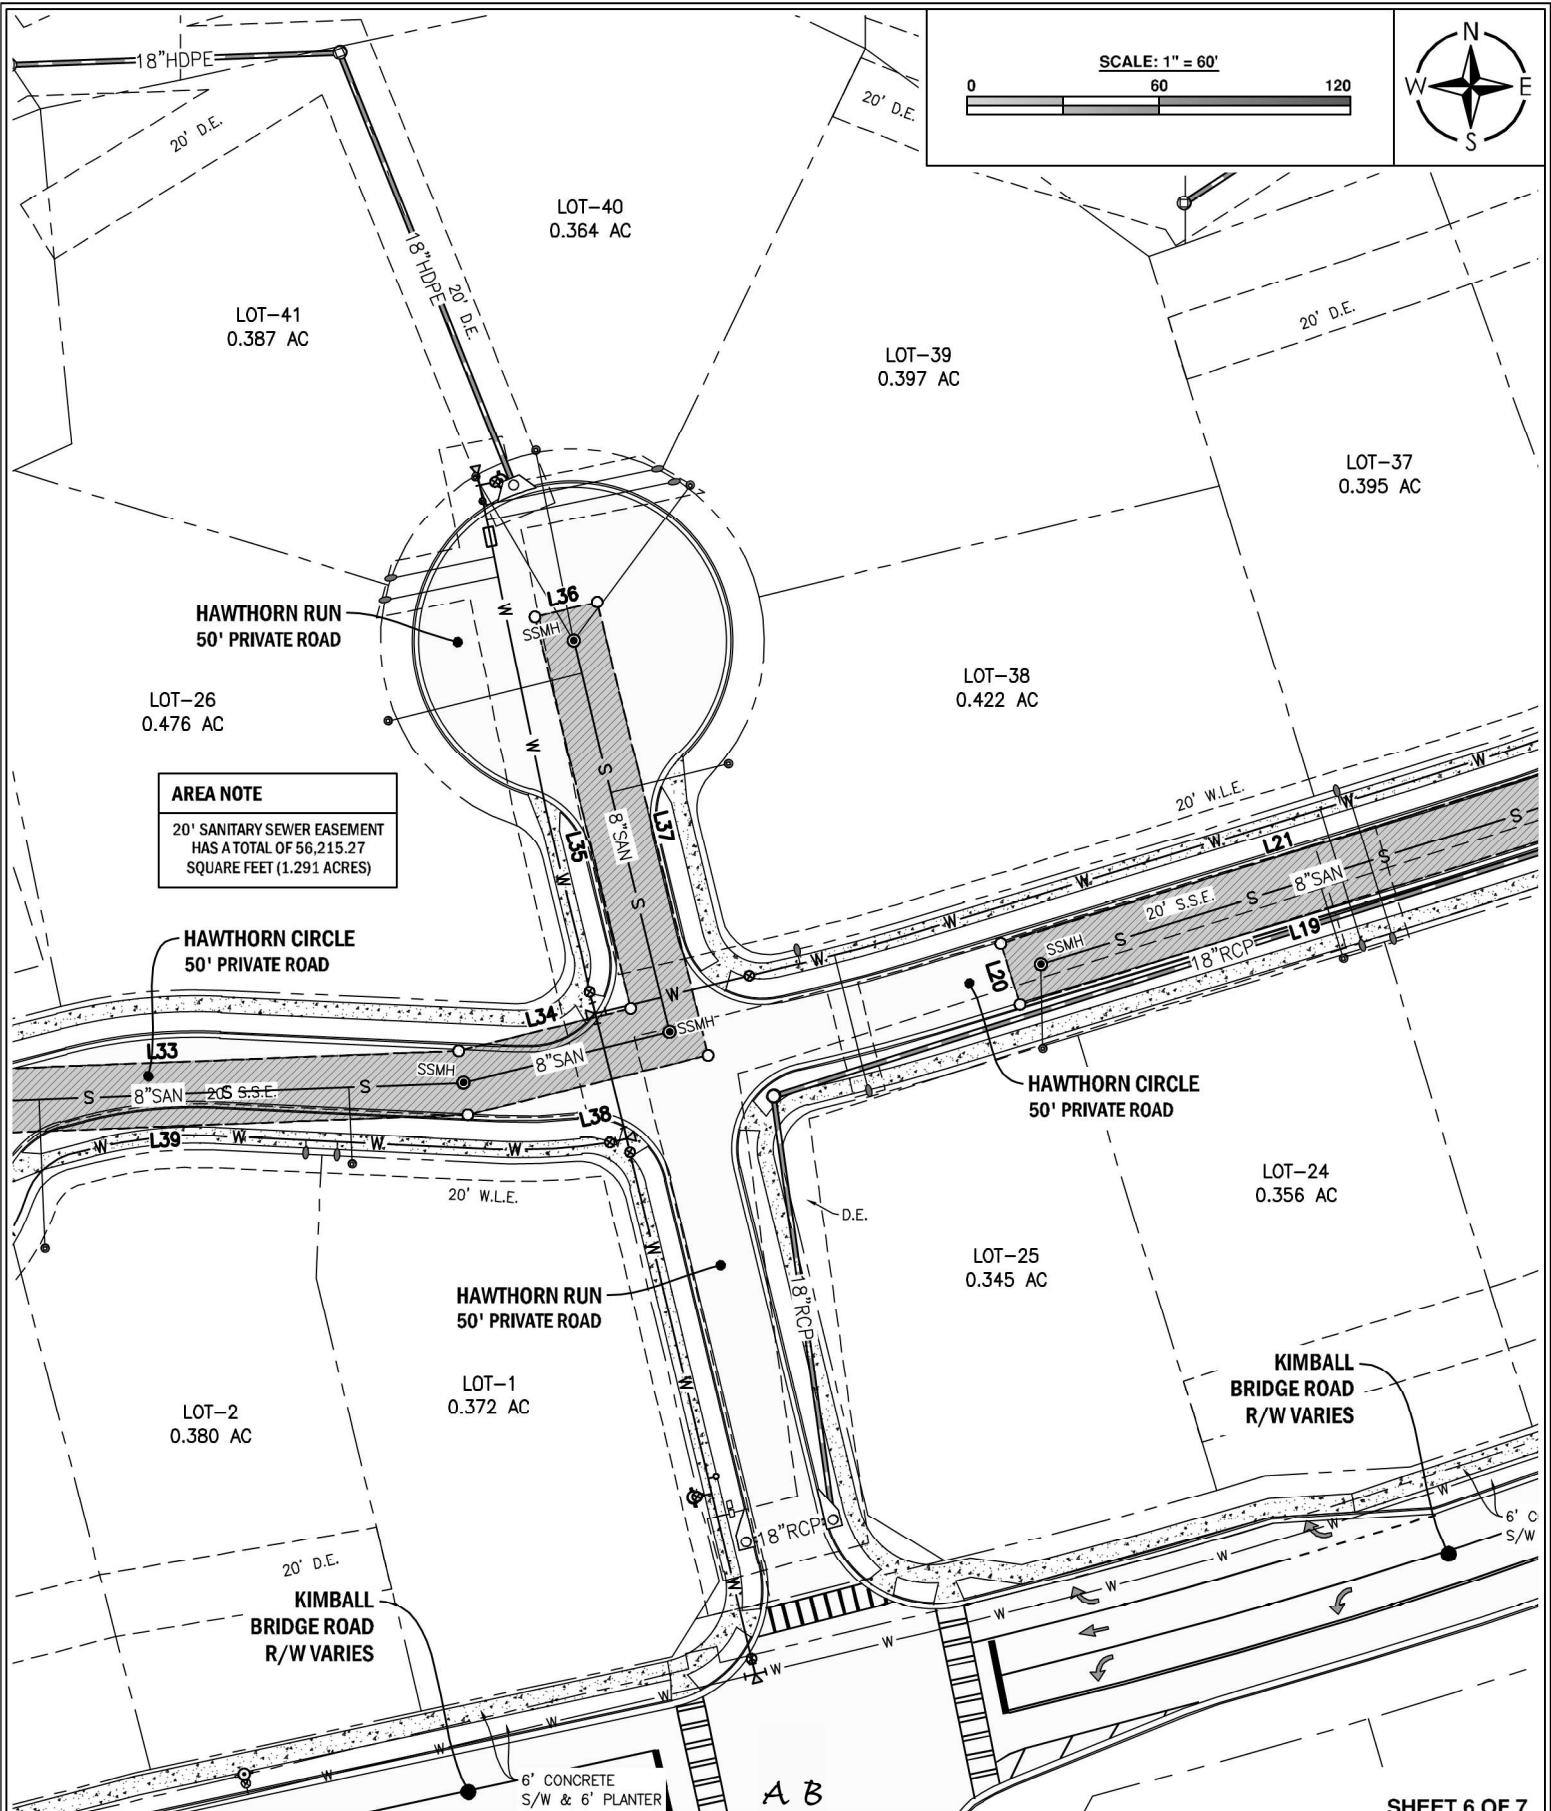 18"HDPE
SCALE: 1" = 60'
0 60 120
N
W E
S
20' D.E.
20' D.E.
LOT-40
0.364 AC
18"HDPE
20' D.E.
LOT-41
0.387 AC
20' D.E.
LOT-39
0.397 AC
LOT-37
0.395 AC
HAWTHORN RUN
50' PRIVATE ROAD
L36
SSMH
W
LOT-26
0.476 AC
LOT-38
0.422 AC
W
S
W
AREA NOTE
20' SANITARY SEWER EASEMENT
HAS A TOTAL OF 56,215.27
SQUARE FEET (1.291 ACRES)
20' W.L.E.
W
L35
8"SAN
L37
W
L21
S
S
W
W
8"SAN
20' S.S.E.
S
S
W
L19
HAWTHORN CIRCLE
50' PRIVATE ROAD
SSMH
S
W
18"RCP
L20
W
L34
SSMH
L33
8"SAN
SSMH
S
8"SAN
20' S.S.E.
S
S
HAWTHORN CIRCLE
50' PRIVATE ROAD
L38
W
L39
W
W
W
20' W.L.E.
LOT-24
0.356 AC
D.E.
W
LOT-25
0.345 AC
HAWTHORN RUN
50' PRIVATE ROAD
18"RCP
KIMBALL
BRIDGE ROAD
R/W VARIES
LOT-1
0.372 AC
W
LOT-2
0.380 AC
W
6' C
S/W
18"RCP
W
20' D.E.
W
W
KIMBALL
BRIDGE ROAD
R/W VARIES
W
W
W
W
W
W
W
W
6' CONCRETE
S/W & 6' PLANTER
A B
SHEET 6 OF 7